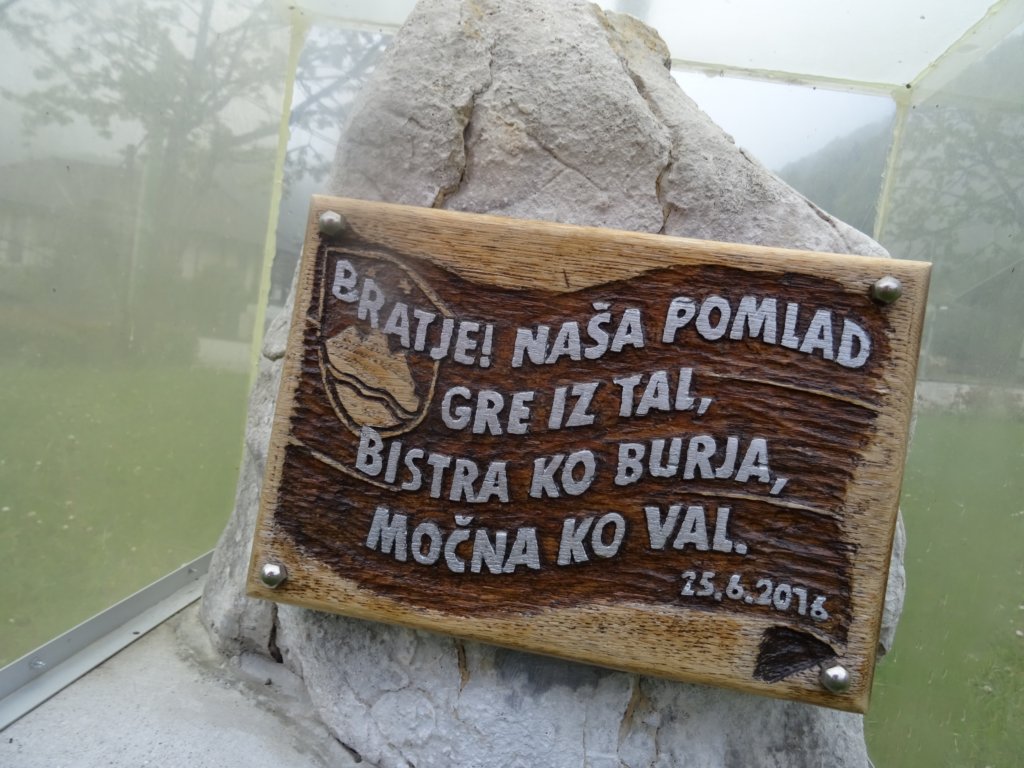 BRATJE! NAŠA POMLAD
GRE IZ TAL,
BISTRA KO BURJA,
MOČNA KO VAL.
25.6.2016